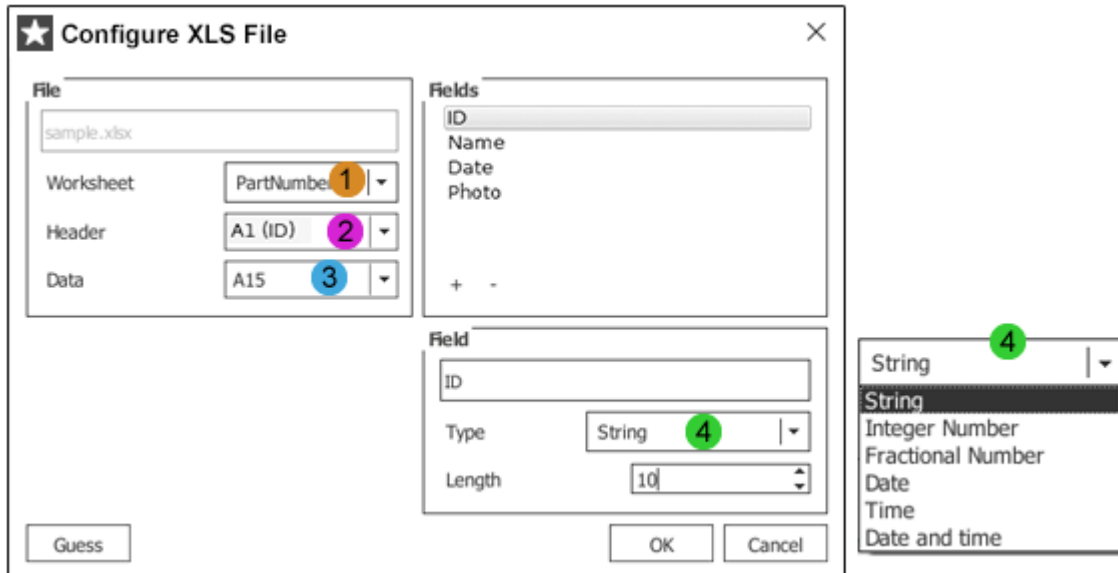 Configure XLS File
File
sample.xlsx
Worksheet
PartNumbe 1
Header
A1 (ID) 2
Data
A15 3
Fields
ID
Name
Date
Photo
+ -
Field
ID
Type
String 4
Length
10
Guess
OK
Cancel
4
String
String
Integer Number
Fractional Number
Date
Time
Date and time